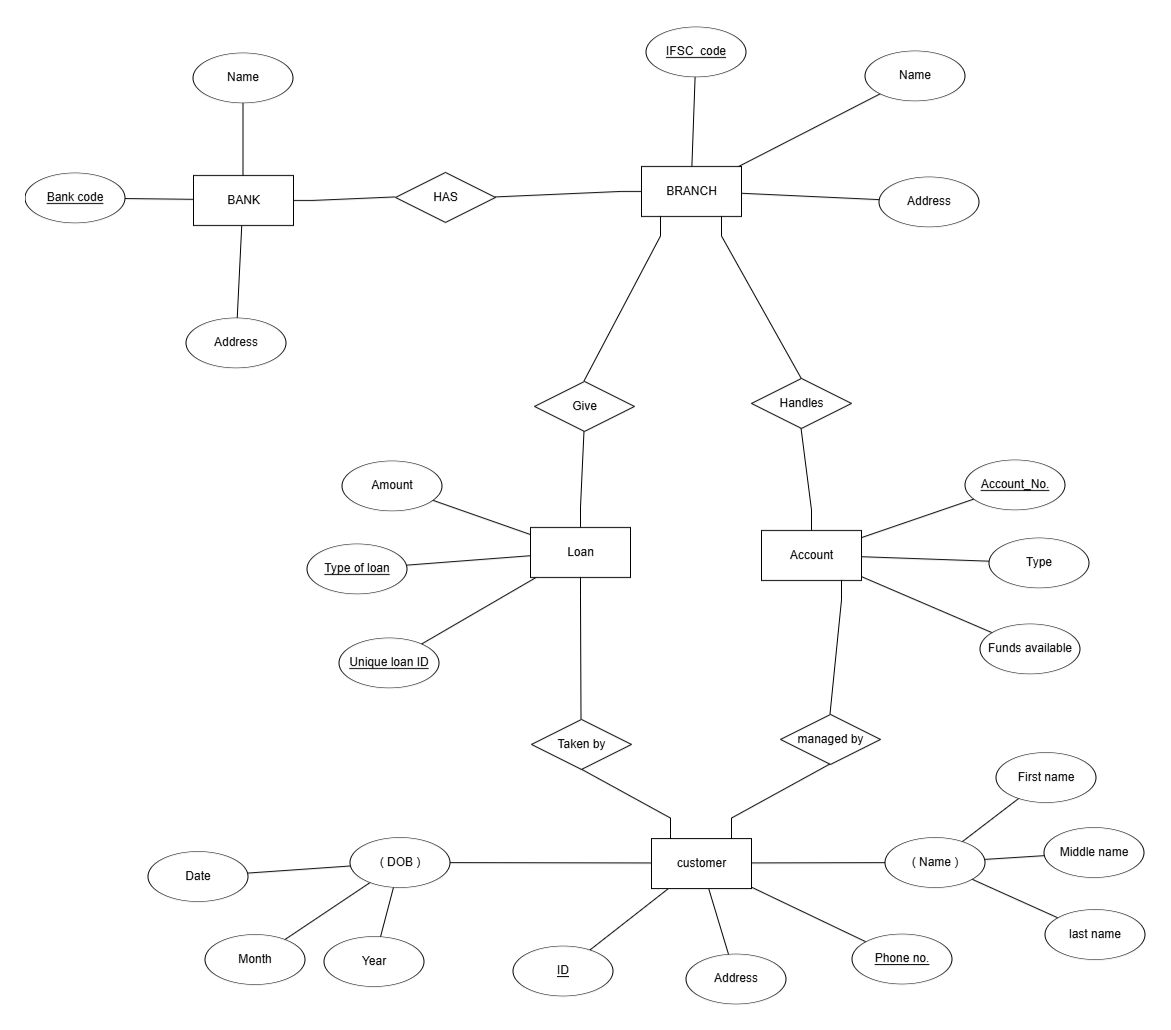 IFSC code
Name
Name
Bank code
BANK
HAS
BRANCH
Address
Address
Give
Handles
Amount
Account_No.
Loan
Account
Type of loan
Type
Unique loan ID
Funds available
Taken by
managed by
First name
( DOB )
customer
( Name )
Middle name
Date
last name
Month
Year
ID
Address
Phone no.